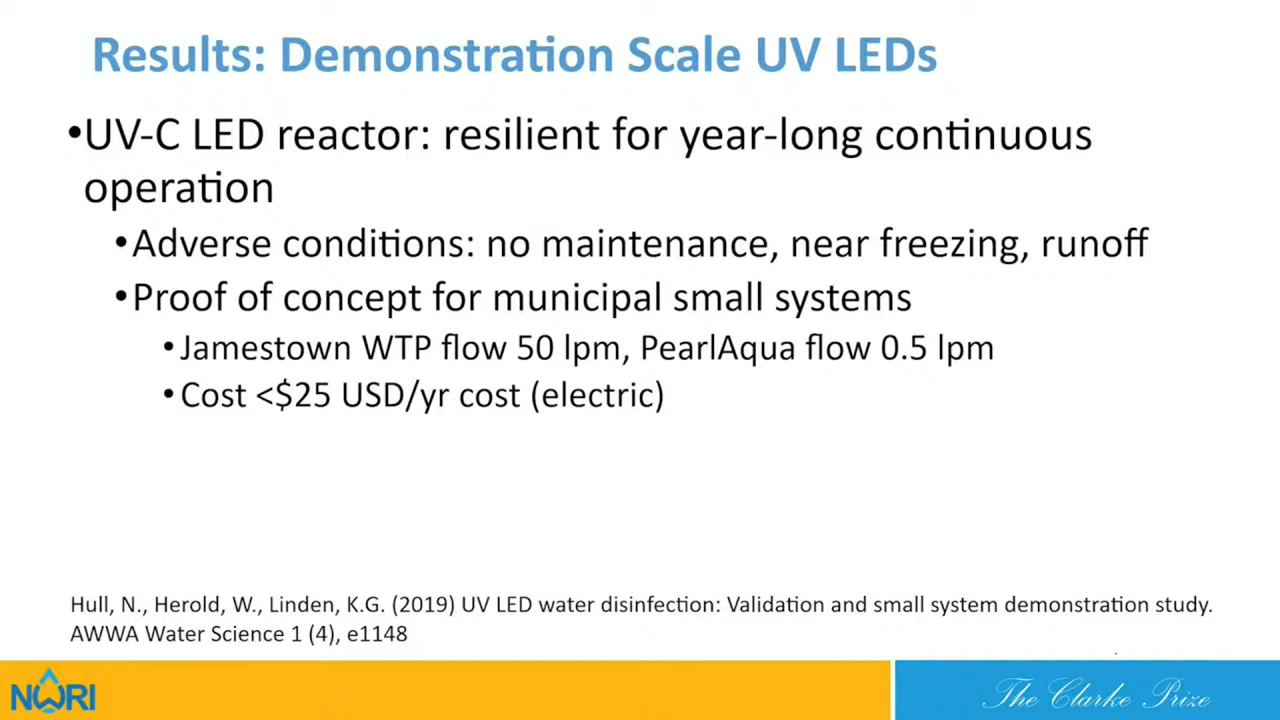 Results: Demonstration Scale UV LEDs
•UV-C LED reactor: resilient for year-long continuous
operation
•Adverse conditions: no maintenance, near freezing, runoff
•Proof of concept for municipal small systems
•Jamestown WTP flow 50 lpm, PearlAqua flow 0.5 lpm
•Cost <$25 USD/yr cost (electric)
Hull, N., Herold, W., Linden, K.G. (2019) UV LED water disinfection: Validation and small system demonstration study.
AWWA Water Science 1 (4), e1148
NWRI
The Clarke Prize